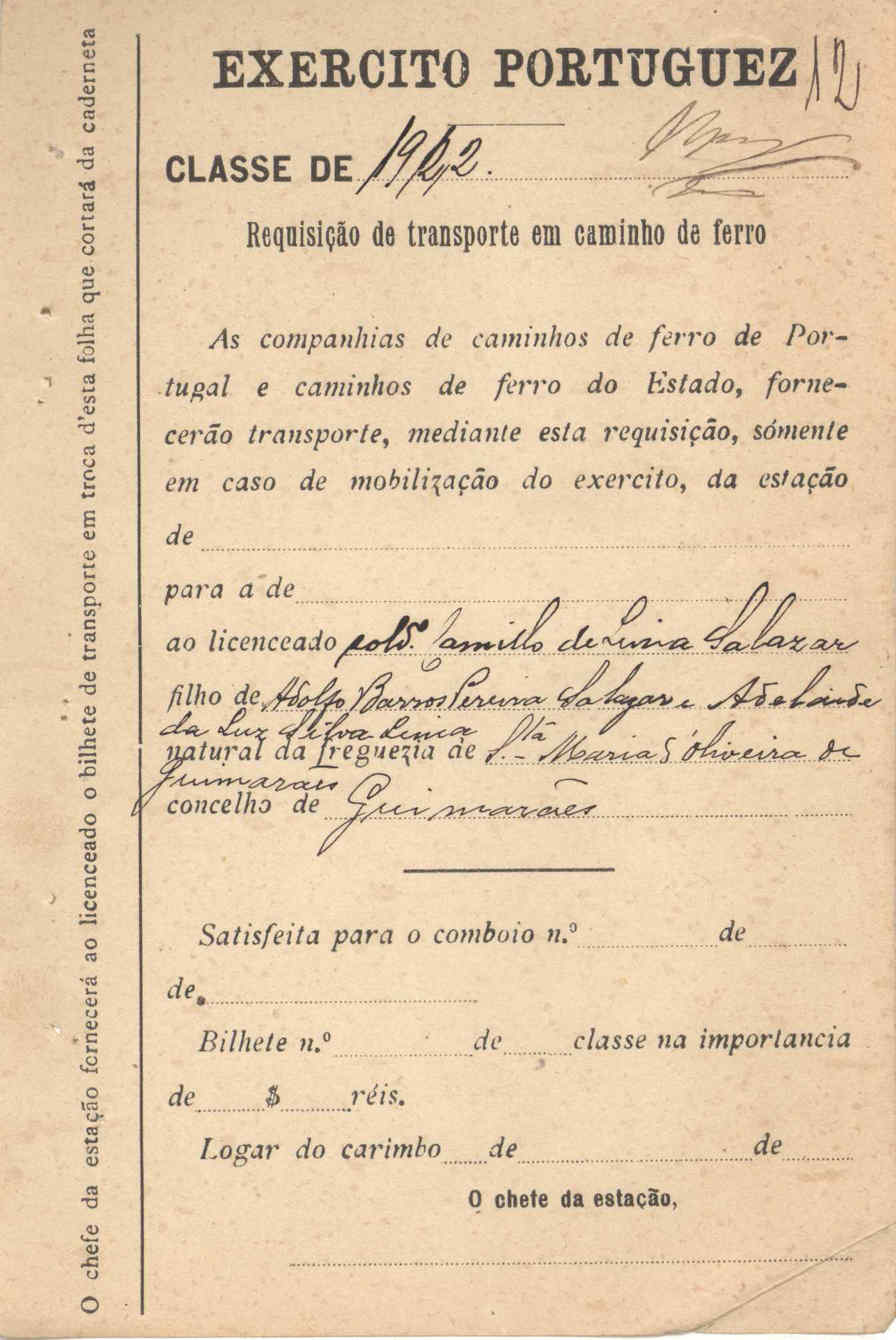 EXERCITO PORTUGUEZ 12
CLASSE DE 1922.
Requisição de transporte em caminho de ferro
As companhias de caminhos de ferro de Por-
tugal e caminhos de ferro do Estado, forne-
cerão transporte, mediante esta requisição, sómente
em caso de mobilização do exercito, da estação
de
para a de
ao licenceado sold.º Camillo de Lima Salazar
filho de Adolfo Barros Pereira Salazar e Adelaide
da Luz Silva Lima
natural da freguezia de S.ta Maria d'Oliveira de
Guimarães
concelho de Guimarães
Satisfeita para o comboio n.º de
de
Bilhete n.º de classe na importancia
de $ réis.
Logar do carimbo de de
O chefe da estação,
O chefe da estação fornecerá ao licenceado o bilhete de transporte em troca d'esta folha que cortará da caderneta